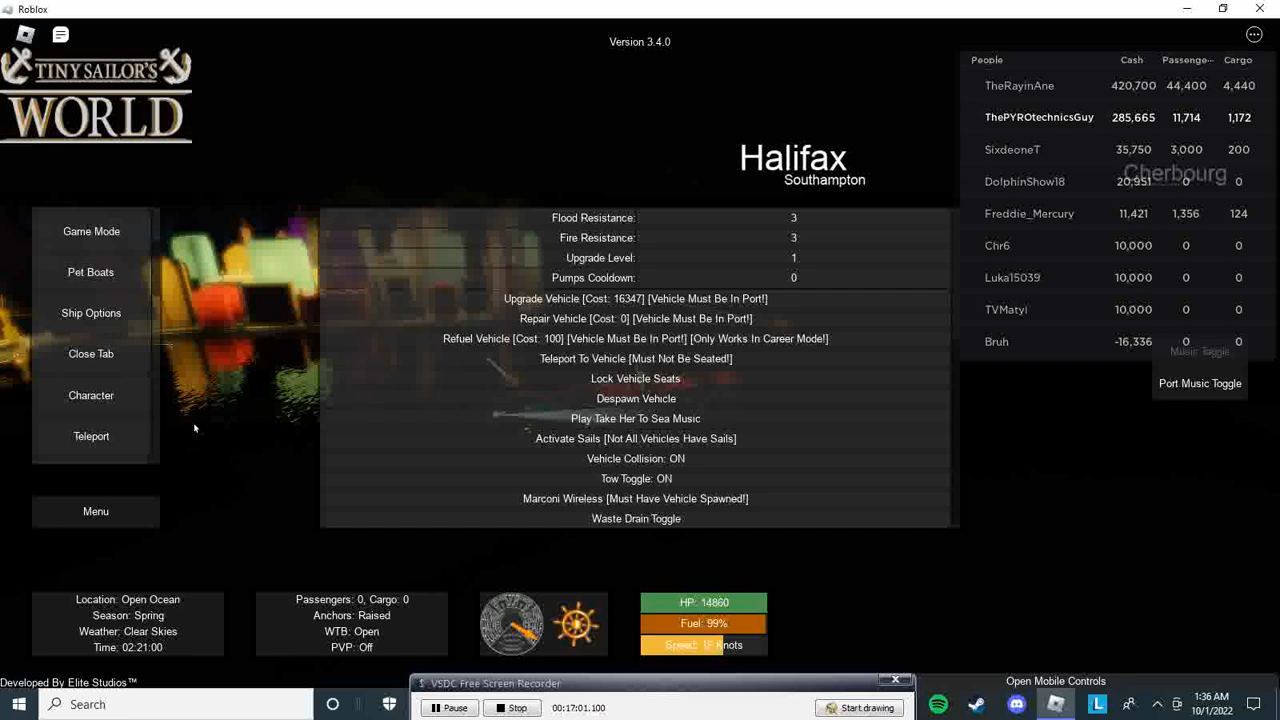 Roblox
Version 3.4.0
TINY SAILOR'S
WORLD
People Cash Passenge··· Cargo
TheRayinAne 420,700 44,400 4,440
ThePYROtechnicsGuy 285,665 11,714 1,172
SixdeoneT 35,750 3,000 200
Cherbourg
DolphinShow18 20,951 0 0
Freddie_Mercury 11,421 1,356 124
Chr6 10,000 0 0
Luka15039 10,000 0 0
TVMatyi 10,000 0 0
Bruh -16,336 0 0
Music Toggle
Port Music Toggle
Halifax
Southampton
Game Mode
Pet Boats
Ship Options
Close Tab
Character
Teleport
Menu
Flood Resistance: 3
Fire Resistance: 3
Upgrade Level: 1
Pumps Cooldown: 0
Upgrade Vehicle [Cost: 16347] [Vehicle Must Be In Port!]
Repair Vehicle [Cost: 0] [Vehicle Must Be In Port!]
Refuel Vehicle [Cost: 100] [Vehicle Must Be In Port!] [Only Works In Career Mode!]
Teleport To Vehicle [Must Not Be Seated!]
Lock Vehicle Seats
Despawn Vehicle
Play Take Her To Sea Music
Activate Sails [Not All Vehicles Have Sails]
Vehicle Collision: ON
Tow Toggle: ON
Marconi Wireless [Must Have Vehicle Spawned!]
Waste Drain Toggle
Location: Open Ocean
Season: Spring
Weather: Clear Skies
Time: 02:21:00
Passengers: 0, Cargo: 0
Anchors: Raised
WTB: Open
PVP: Off
HP: 14860
Fuel: 99%
Knots
Developed By Elite Studios™
Open Mobile Controls
VSDC Free Screen Recorder
Pause
Stop
00:17:01.100
Start drawing
Search
1:36 AM
10/1/2022